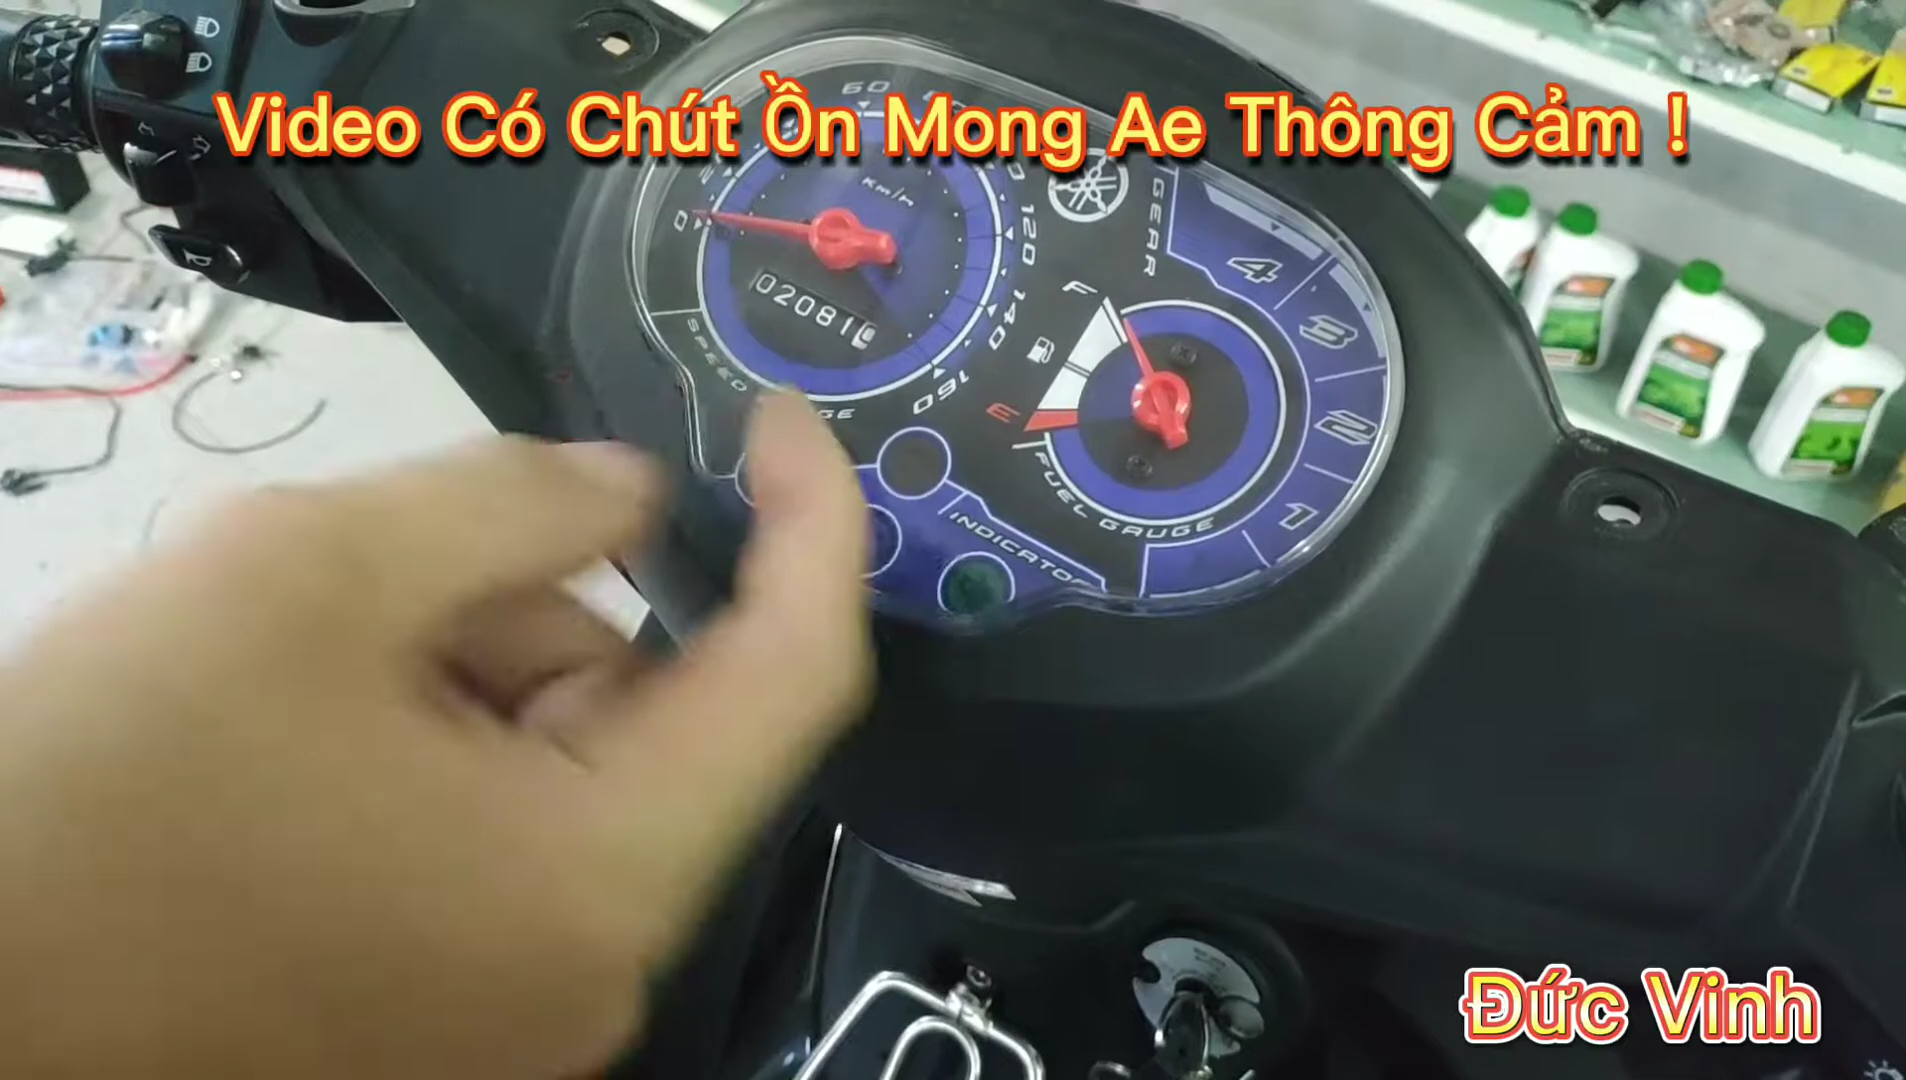 Video Có Chút Ồn Mong Ae Thông Cảm !
60
km/h
0
120
140
160
020816
SPEED
GEAR
4
3
2
1
F
E
FUEL GAUGE
INDICATOR
Đức Vinh